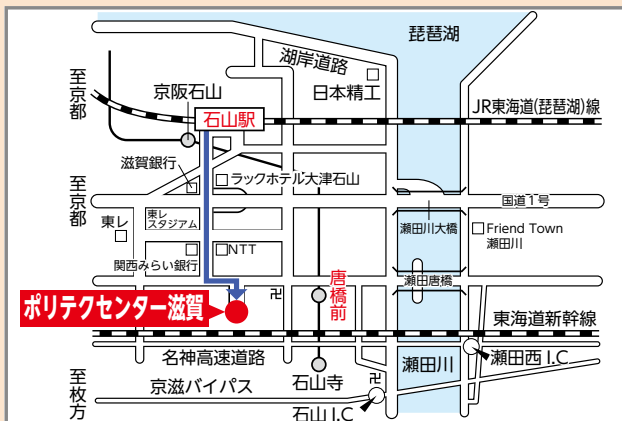 琵琶湖
湖岸道路
至京都
京阪石山
日本精工
石山駅
JR東海道(琵琶湖)線
滋賀銀行
ラックホテル大津石山
至京都
国道1号
東レ
スタジアム
東レ
瀬田川大橋
Friend Town
瀬田川
NTT
関西みらい銀行
唐橋前
瀬田唐橋
卍
ポリテクセンター滋賀
東海道新幹線
名神高速道路
瀬田川
瀬田西I.C
至枚方
京滋バイパス
石山寺
卍
石山I.C